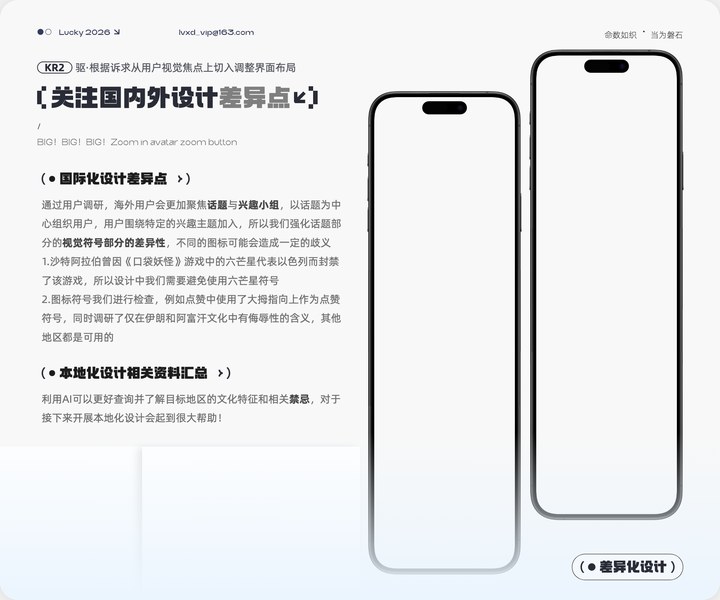 Lucky 2026
lvxd_vip@163.com
命数如织 · 当为磐石
KR2 驱·根据诉求从用户视觉焦点上切入调整界面布局
关注国内外设计差异点
/
BIG! BIG! BIG! Zoom in avatar zoom button
(● 国际化设计差异点 >)
通过用户调研，海外用户会更加聚焦话题与兴趣小组，以话题为中
心组织用户，用户围绕特定的兴趣主题加入，所以我们强化话题部
分的视觉符号部分的差异性，不同的图标可能会造成一定的歧义
1.沙特阿拉伯曾因《口袋妖怪》游戏中的六芒星代表以色列而封禁
了该游戏，所以设计中我们需要避免使用六芒星符号
2.图标符号我们进行检查，例如点赞中使用了大拇指向上作为点赞
符号，同时调研了仅在伊朗和阿富汗文化中有侮辱性的含义，其他
地区都是可用的
(● 本地化设计相关资料汇总 >)
利用AI可以更好查询并了解目标地区的文化特征和相关禁忌，对于
接下来开展本地化设计会起到很大帮助！
(● 差异化设计 )